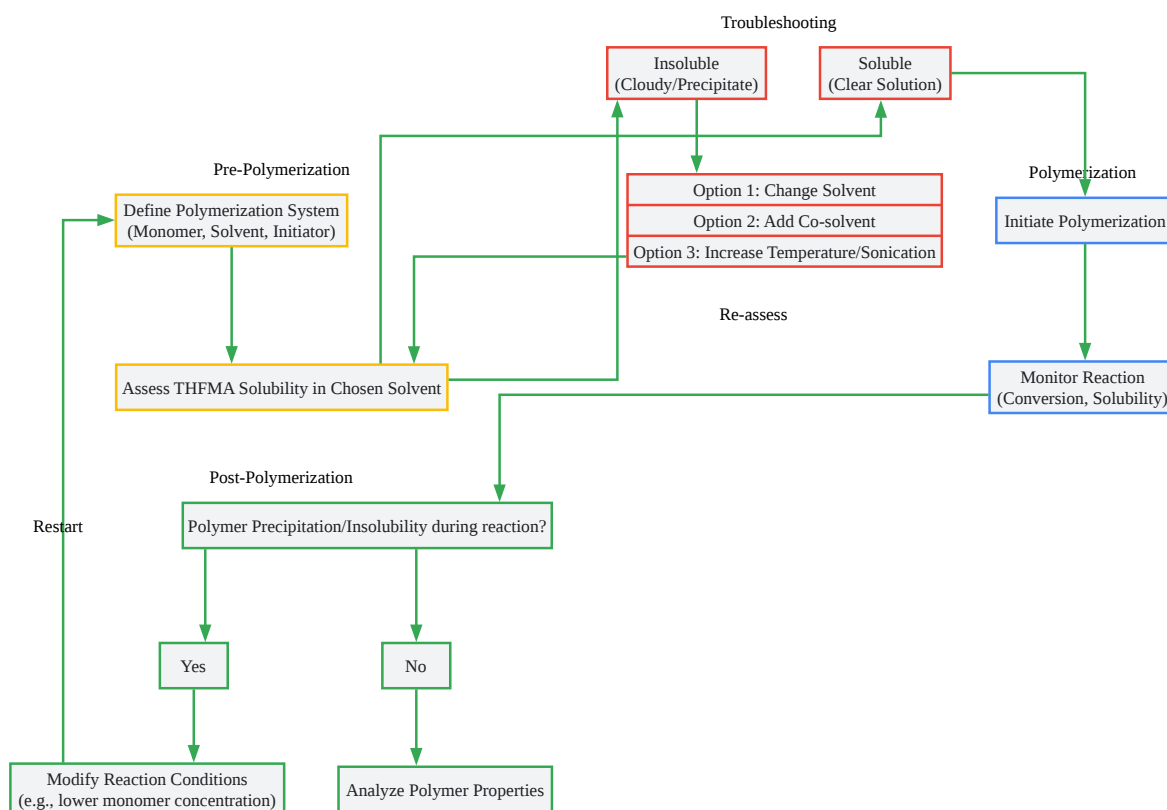 Troubleshooting
Insoluble
(Cloudy/Precipitate)
Soluble
(Clear Solution)
Pre-Polymerization
Polymerization
Option 1: Change Solvent
Option 2: Add Co-solvent
Option 3: Increase Temperature/Sonication
Define Polymerization System
(Monomer, Solvent, Initiator)
Initiate Polymerization
Re-assess
Assess THFMA Solubility in Chosen Solvent
Monitor Reaction
(Conversion, Solubility)
Post-Polymerization
Restart
Polymer Precipitation/Insolubility during reaction?
Yes
No
Modify Reaction Conditions
(e.g., lower monomer concentration)
Analyze Polymer Properties